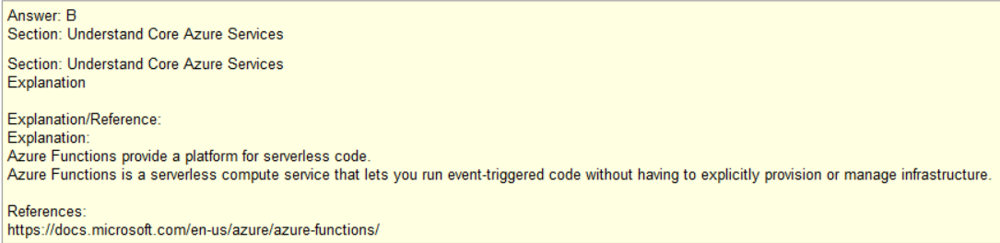 Answer: B
Section: Understand Core Azure Services
Section: Understand Core Azure Services
Explanation
Explanation/Reference:
Explanation:
Azure Functions provide a platform for serverless code.
Azure Functions is a serverless compute service that lets you run event-triggered code without having to explicitly provision or manage infrastructure.
References:
https://docs.microsoft.com/en-us/azure/azure-functions/